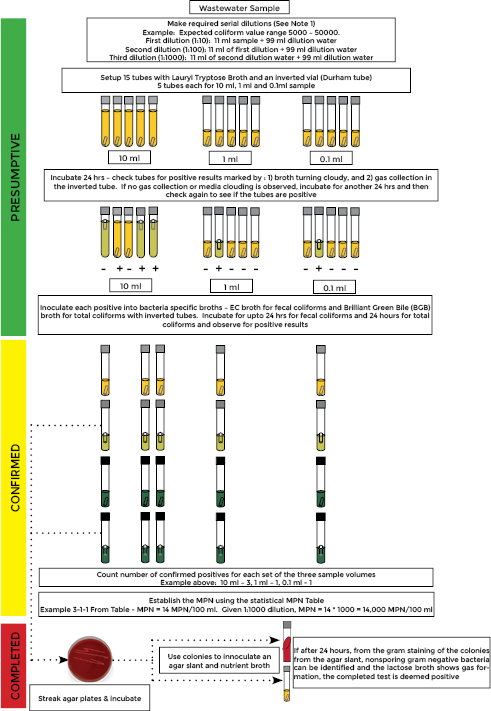 Wastewater Sample
Make required serial dilutions (See Note 1)
Example: Expected coliform value range 5000 – 50000.
First dilution (1:10): 11 ml sample + 99 ml dilution water
Second dilution (1:100): 11 ml of first dilution + 99 ml dilution water
Third dilution (1:1000): 11 ml of second dilution + 99 ml dilution water
Setup 15 tubes with Lauryl Tryptose Broth and an inverted vial (Durham tube)
5 tubes each for 10 ml, 1 ml and 0.1ml sample
PRESUMPTIVE
10 ml
1 ml
0.1 ml
Incubate 24 hrs – check tubes for positive results marked by : 1) broth turning cloudy, and 2) gas collection in
the inverted tube. If no gas collection or media clouding is observed, incubate for another 24 hrs and then
check again to see if the tubes are positive
- + - + + - + - - - - + - - -
10 ml
1 ml
0.1 ml
Inoculate each positive into bacteria specific broths – EC broth for fecal coliforms and Brilliant Green Bile (BGB)
broth for total coliforms with inverted tubes. Incubate for upto 24 hrs for fecal coliforms and 24 hours for total
coliforms and observe for positive results
CONFIRMED
Count number of confirmed positives for each set of the three sample volumes
Example above: 10 ml – 3, 1 ml – 1, 0.1 ml - 1
Establish the MPN using the statistical MPN Table
Example 3-1-1 From Table - MPN = 14 MPN/100 ml. Given 1:1000 dilution, MPN = 14 * 1000 = 14,000 MPN/100 ml
COMPLETED
Streak agar plates & incubate
Use colonies to innoculate an
agar slant and nutrient broth
If after 24 hours, from the gram staining of the colonies
from the agar slant, nonsporing gram negative bacteria
can be identified and the lactose broth shows gas for-
mation, the completed test is deemed positive